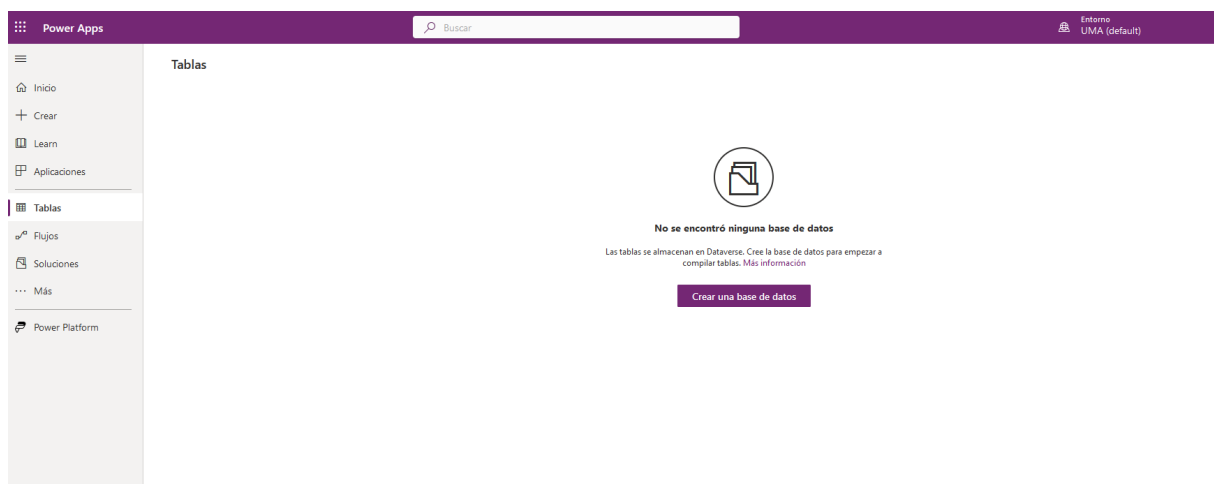 Power Apps
Buscar
Entorno
UMA (default)
Inicio
Crear
Learn
Aplicaciones
Tablas
Flujos
Soluciones
Más
Power Platform
Tablas
No se encontró ninguna base de datos
Las tablas se almacenan en Dataverse. Cree la base de datos para empezar a
compilar tablas. Más información
Crear una base de datos